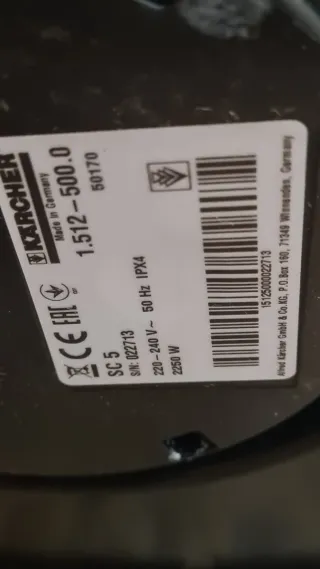 KÄRCHER
Made in Germany
1.512-500.0
50170
CE EAC
SC 5
S/N: 022713
220-240 V~ 50 Hz IPX4
2250 W
15125000022713
Alfred Kärcher GmbH & Co.KG, P.O.Box 160, 71349 Winnenden, Germany